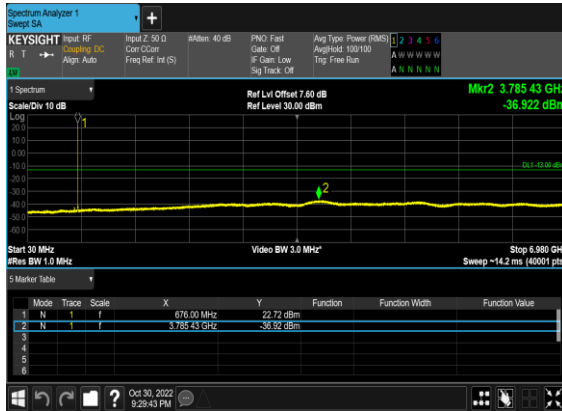 Spectrum Analyzer 1
Swept SA
+
KEYSIGHT Input: RF Input Z: 50 Ω #Atten: 40 dB PNO: Fast Avg Type: Power (RMS) 1 2 3 4 5 6
R T Coupling: DC Corr CCorr Gate: Off Avg|Hold: 100/100 A W W W W W
Align: Auto Freq Ref: Int (S) IF Gain: Low Trig: Free Run
LXI Sig Track: Off A N N N N N
1 Spectrum
Scale/Div 10 dB
Ref Lvl Offset 7.60 dB
Ref Level 30.00 dBm
Mkr2 3.785 43 GHz
-36.922 dBm
Log
20.0
10.0
0.00
-10.0
-20.0
-30.0
-40.0
-50.0
-60.0
1
DL1 -13.00 dBm
2
Start 30 MHz Video BW 3.0 MHz* Stop 6.980 GHz
#Res BW 1.0 MHz Sweep ~14.2 ms (40001 pts)
5 Marker Table
Mode Trace Scale X Y Function Function Width Function Value
1 N 1 f 676.00 MHz 22.72 dBm
2 N 1 f 3.785 43 GHz -36.92 dBm
3
4
5
6
? Oct 30, 2022
9:29:43 PM